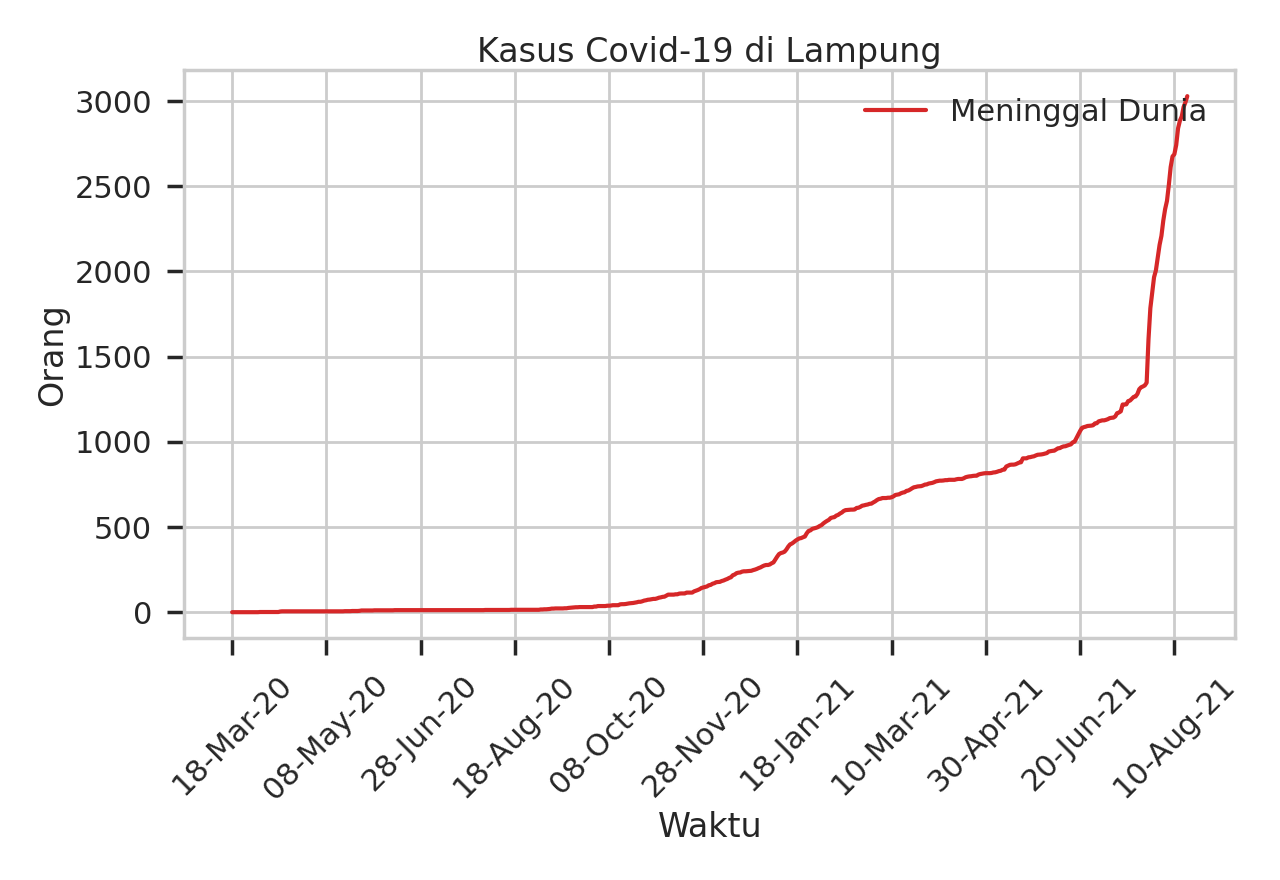 Kasus Covid-19 di Lampung
Meninggal Dunia
3000
2500
2000
1500
1000
500
0
Orang
18-Mar-20
08-May-20
28-Jun-20
18-Aug-20
08-Oct-20
28-Nov-20
18-Jan-21
10-Mar-21
30-Apr-21
20-Jun-21
10-Aug-21
Waktu